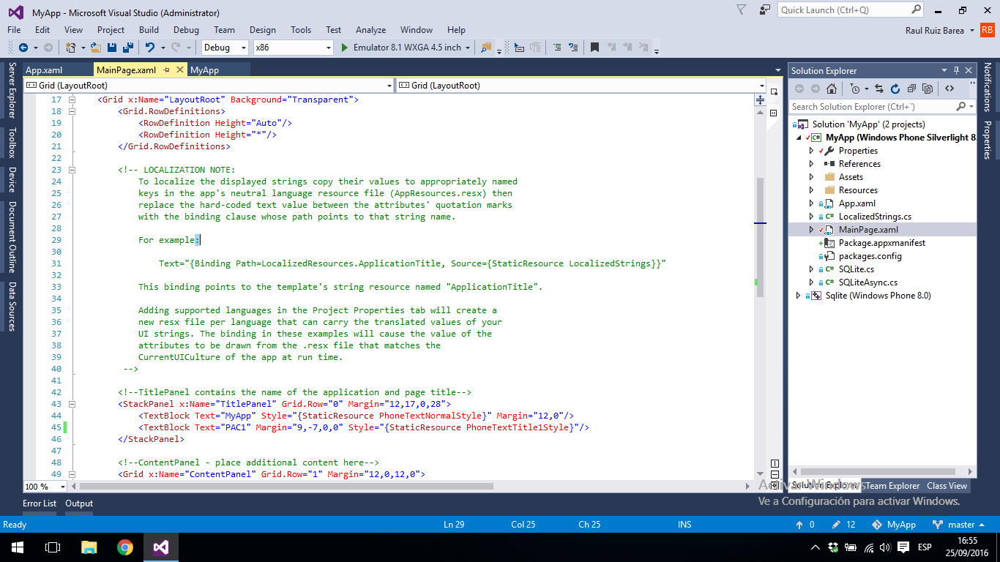 MyApp - Microsoft Visual Studio (Administrator)
Quick Launch (Ctrl+Q)
File Edit View Project Build Debug Team Design Tools Test Analyze Window Help
Raul Ruiz Barea RB
Debug x86 Emulator 8.1 WXGA 4.5 inch
Server Explorer
Toolbox
Device
Document Outline
Data Sources
App.xaml MainPage.xaml MyApp
Grid (LayoutRoot) Grid (LayoutRoot)
17 <Grid x:Name="LayoutRoot" Background="Transparent">
18 <Grid.RowDefinitions>
19 <RowDefinition Height="Auto"/>
20 <RowDefinition Height="*"/>
21 </Grid.RowDefinitions>
22
23 <!-- LOCALIZATION NOTE:
24 To localize the displayed strings copy their values to appropriately named
25 keys in the app's neutral language resource file (AppResources.resx) then
26 replace the hard-coded text value between the attributes' quotation marks
27 with the binding clause whose path points to that string name.
28
29 For example:
30
31 Text="{Binding Path=LocalizedResources.ApplicationTitle, Source={StaticResource LocalizedStrings}}"
32
33 This binding points to the template's string resource named "ApplicationTitle".
34
35 Adding supported languages in the Project Properties tab will create a
36 new resx file per language that can carry the translated values of your
37 UI strings. The binding in these examples will cause the value of the
38 attributes to be drawn from the .resx file that matches the
39 CurrentUICulture of the app at run time.
40 -->
41
42 <!--TitlePanel contains the name of the application and page title-->
43 <StackPanel x:Name="TitlePanel" Grid.Row="0" Margin="12,17,0,28">
44 <TextBlock Text="MyApp" Style="{StaticResource PhoneTextNormalStyle}" Margin="12,0"/>
45 <TextBlock Text="PAC1" Margin="9,-7,0,0" Style="{StaticResource PhoneTextTitle1Style}"/>
46 </StackPanel>
47
48 <!--ContentPanel - place additional content here-->
49 <Grid x:Name="ContentPanel" Grid.Row="1" Margin="12,0,12,0">
100 %
Solution Explorer
Search Solution Explorer (Ctrl+`)
Solution 'MyApp' (2 projects)
MyApp (Windows Phone Silverlight 8.
Properties
References
Assets
Resources
App.xaml
LocalizedStrings.cs
MainPage.xaml
Package.appxmanifest
packages.config
SQLite.cs
SQLiteAsync.cs
Sqlite (Windows Phone 8.0)
Solution Explorer Team Explorer Class View
Notifications
Properties
Activar Windows
Ve a Configuración para activar Windows.
Error List Output
Ready Ln 29 Col 25 Ch 25 INS 0 12 MyApp master
ESP
16:55
25/09/2016